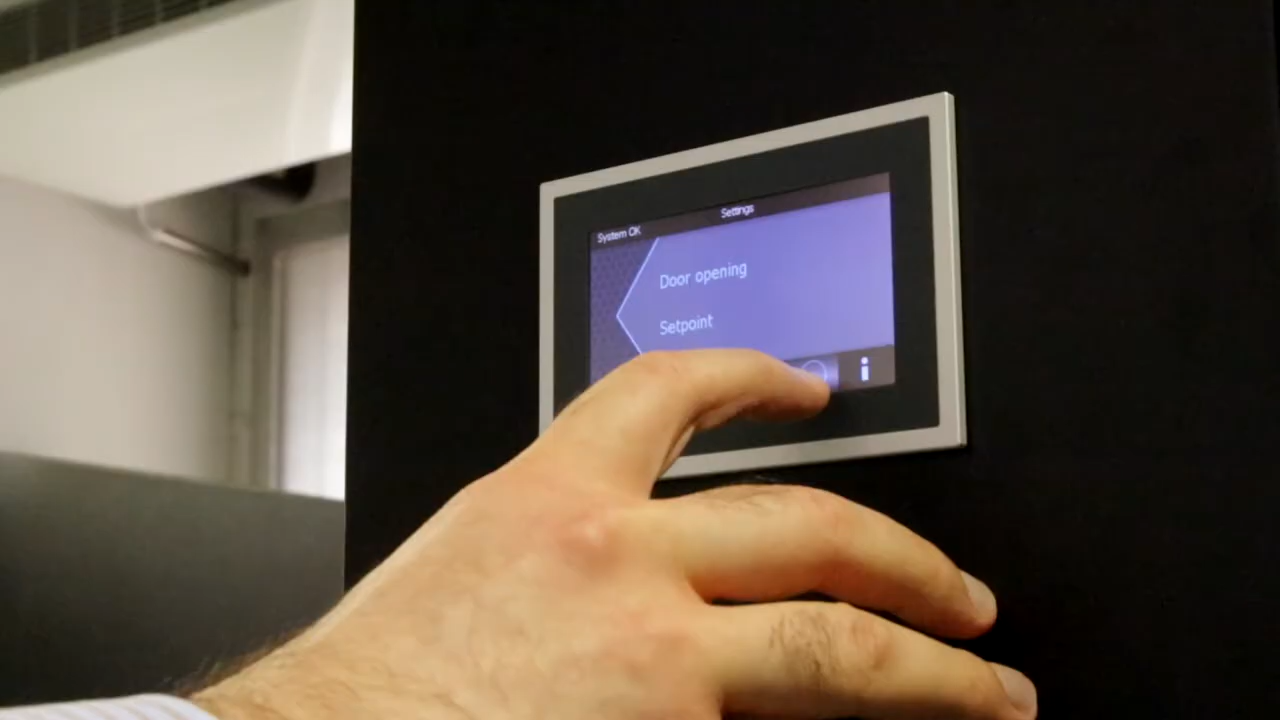 Settings
System OK
Door opening
Setpoint
i